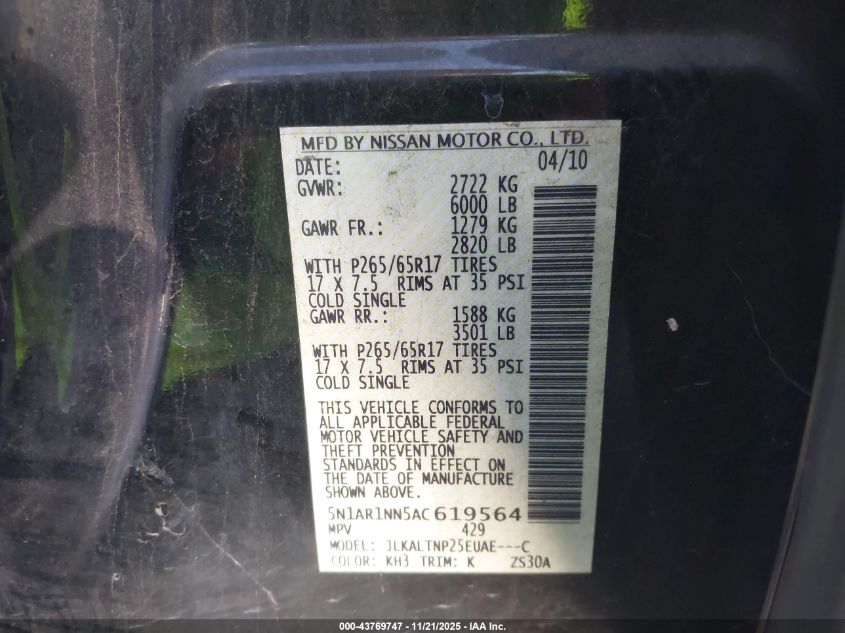 MFD BY NISSAN MOTOR CO., LTD.
DATE: 04/10
GVWR: 2722 KG
6000 LB
GAWR FR.: 1279 KG
2820 LB
WITH P265/65R17 TIRES
17 X 7.5 RIMS AT 35 PSI
COLD SINGLE
GAWR RR.: 1588 KG
3501 LB
WITH P265/65R17 TIRES
17 X 7.5 RIMS AT 35 PSI
COLD SINGLE
THIS VEHICLE CONFORMS TO
ALL APPLICABLE FEDERAL
MOTOR VEHICLE SAFETY AND
THEFT PREVENTION
STANDARDS IN EFFECT ON
THE DATE OF MANUFACTURE
SHOWN ABOVE.
5N1AR1NN5AC619564
MPV 429
MODEL: JLKALTNP25EUAE---C
COLOR: KH3 TRIM: K ZS30A
000-43769747 - 11/21/2025 - IAA Inc.